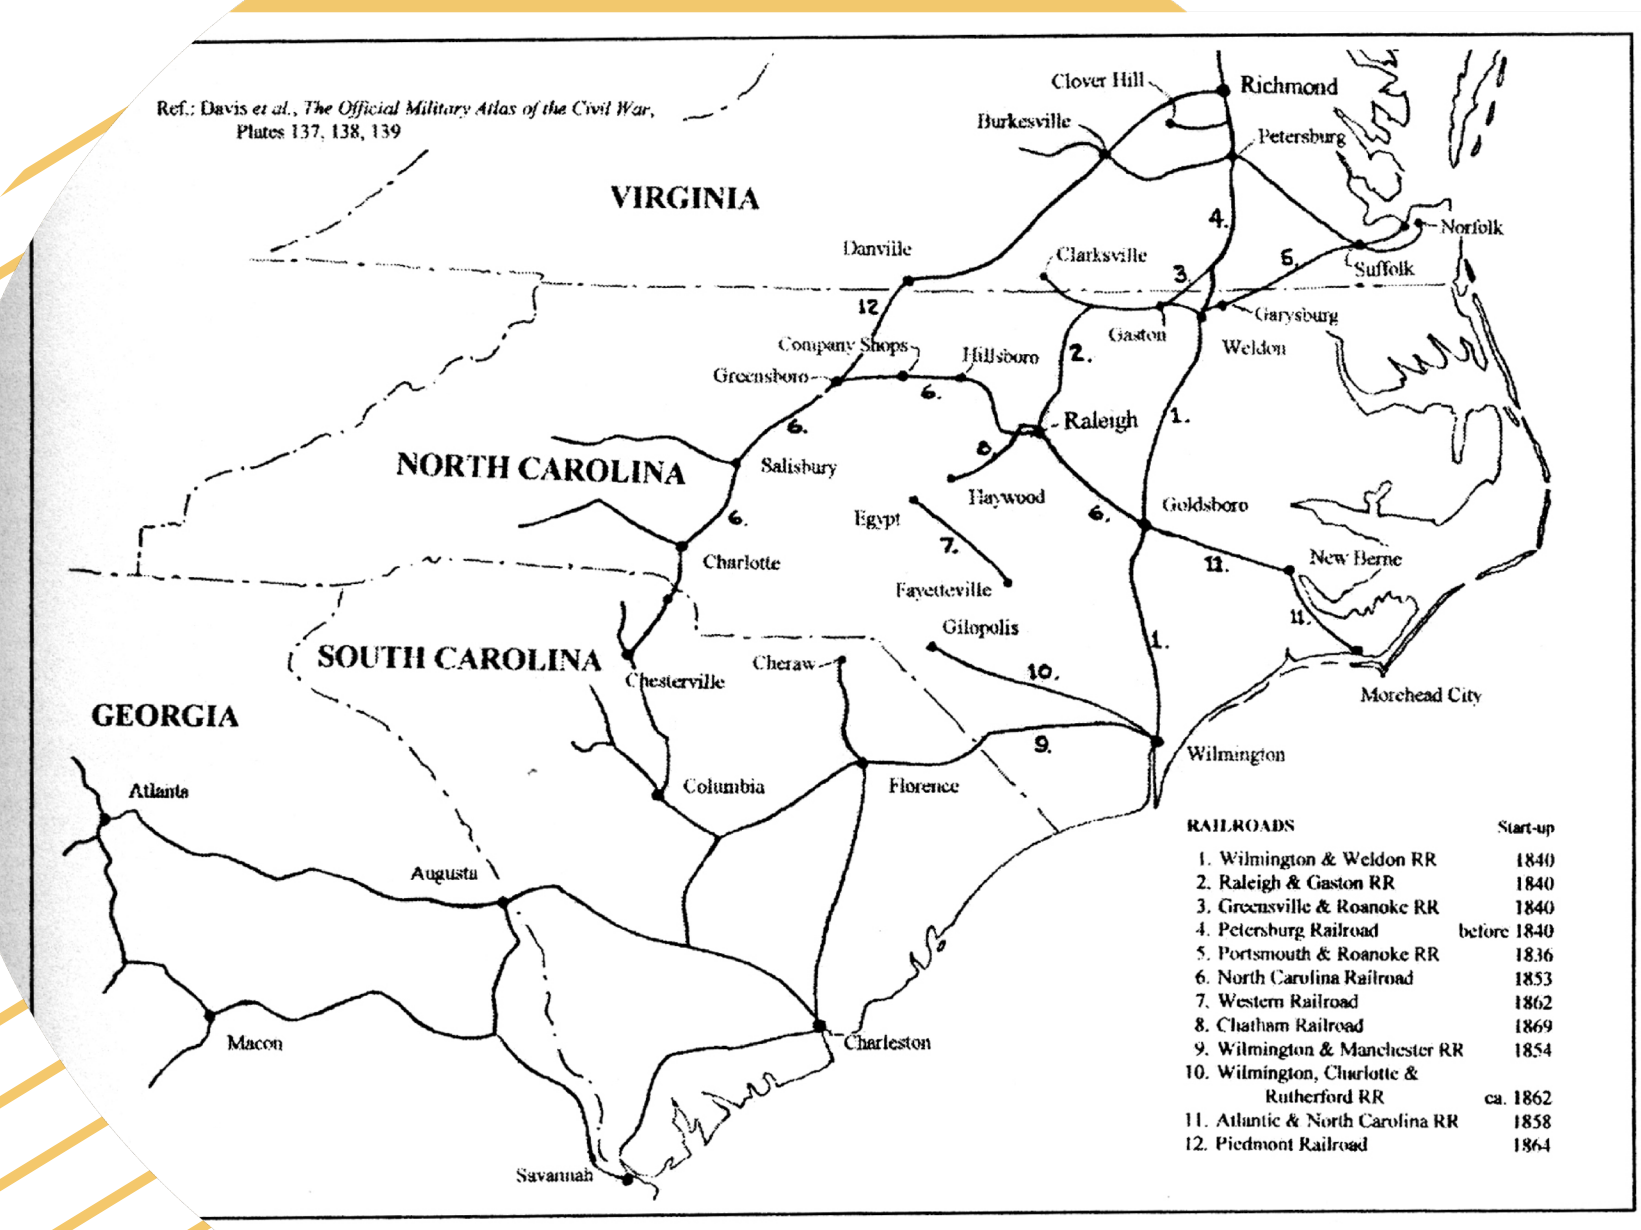 Ref.: Davis et al., The Official Military Atlas of the Civil War,
Plates 137, 138, 139
Clover Hill
Richmond
Burkesville
Petersburg
VIRGINIA
4.
Norfolk
Danville
Clarksville
5.
Suffolk
3.
12
Garysburg
Gaston
Weldon
Company Shops
Hillsboro
2.
Greensboro
6.
1.
6.
Raleigh
8.
NORTH CAROLINA
Salisbury
Haywood
Goldsboro
6.
6.
Egypt
7.
New Berne
Charlotte
11.
Fayetteville
11.
Gilopolis
1.
SOUTH CAROLINA
Cheraw
10.
Chesterville
Morehead City
GEORGIA
9.
Wilmington
Atlanta
Columbia
Florence
Augusta
Macon
Charleston
Savannah
RAILROADS Start-up
1. Wilmington & Weldon RR 1840
2. Raleigh & Gaston RR 1840
3. Greensville & Roanoke RR 1840
4. Petersburg Railroad before 1840
5. Portsmouth & Roanoke RR 1836
6. North Carolina Railroad 1853
7. Western Railroad 1862
8. Chatham Railroad 1869
9. Wilmington & Manchester RR 1854
10. Wilmington, Charlotte &
Rutherford RR ca. 1862
11. Atlantic & North Carolina RR 1858
12. Piedmont Railroad 1864